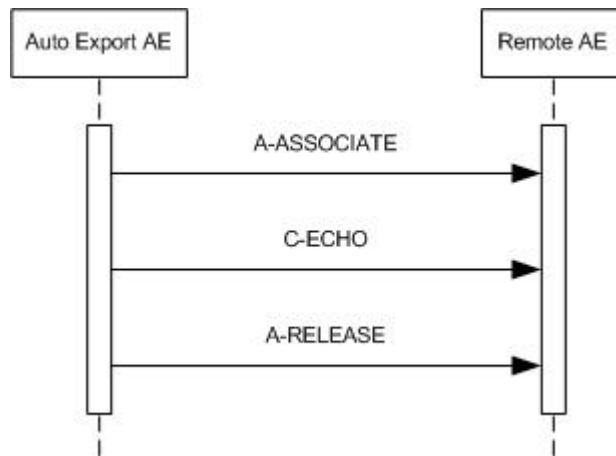 Auto Export AE
Remote AE
A-ASSOCIATE
C-ECHO
A-RELEASE